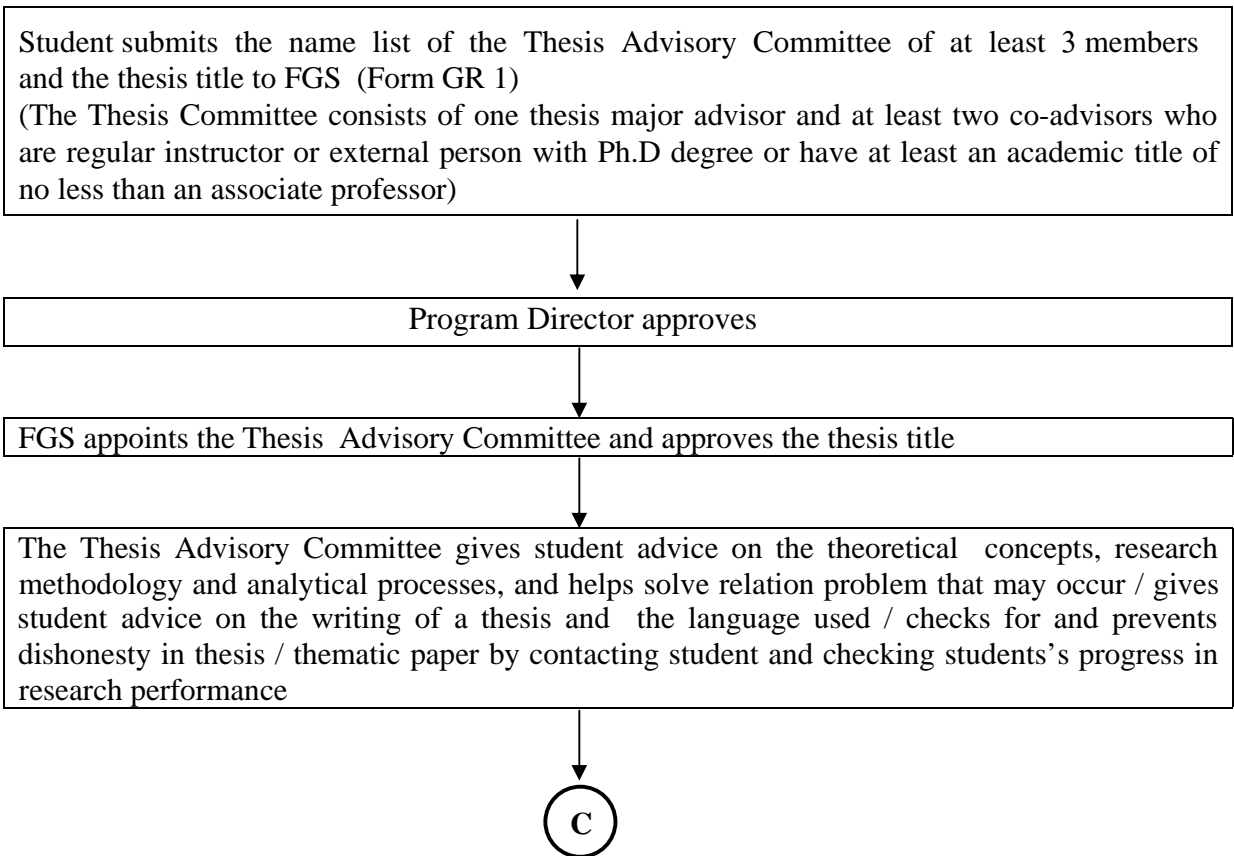 Student submits the name list of the Thesis Advisory Committee of at least 3 members
and the thesis title to FGS (Form GR 1)
(The Thesis Committee consists of one thesis major advisor and at least two co-advisors who
are regular instructor or external person with Ph.D degree or have at least an academic title of
no less than an associate professor)
Program Director approves
FGS appoints the Thesis Advisory Committee and approves the thesis title
The Thesis Advisory Committee gives student advice on the theoretical concepts, research
methodology and analytical processes, and helps solve relation problem that may occur / gives
student advice on the writing of a thesis and the language used / checks for and prevents
dishonesty in thesis / thematic paper by contacting student and checking students’s progress in
research performance
C